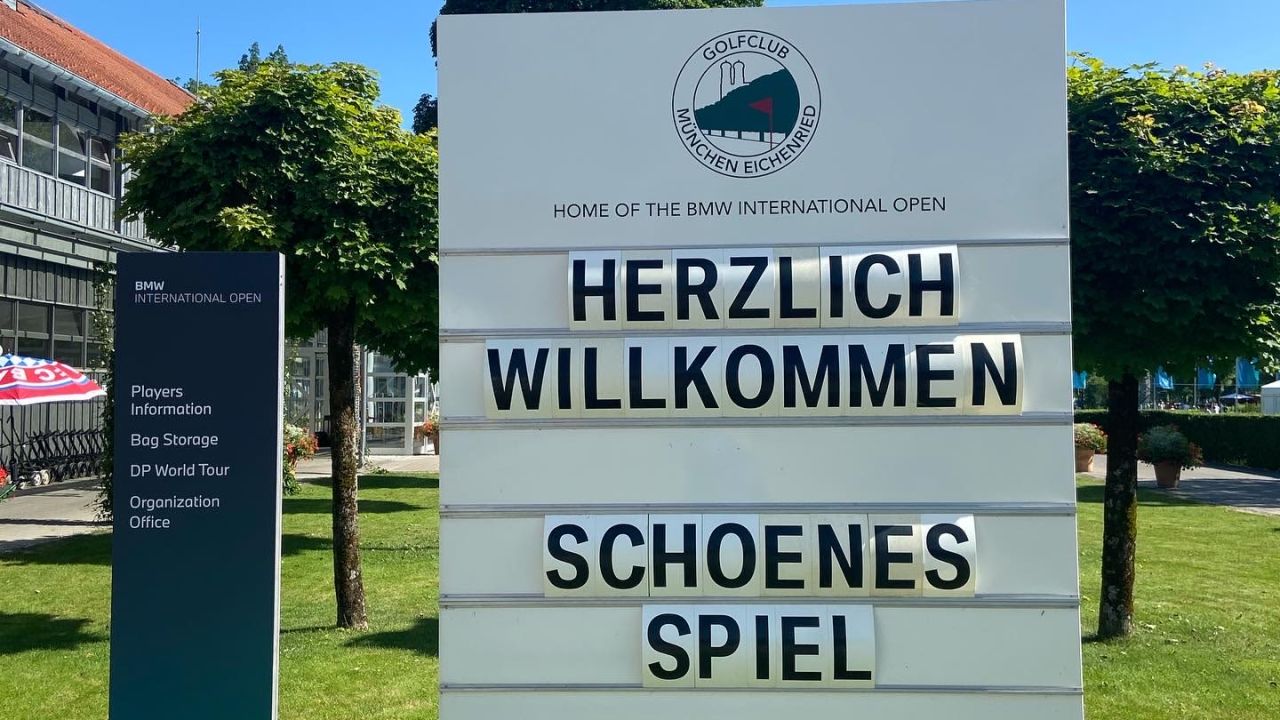 GOLFCLUB
MÜNCHEN EICHENRIED
HOME OF THE BMW INTERNATIONAL OPEN
HERZLICH
WILLKOMMEN
SCHOENES
SPIEL
BMW
INTERNATIONAL OPEN
Players
Information
Bag Storage
DP World Tour
Organization
Office